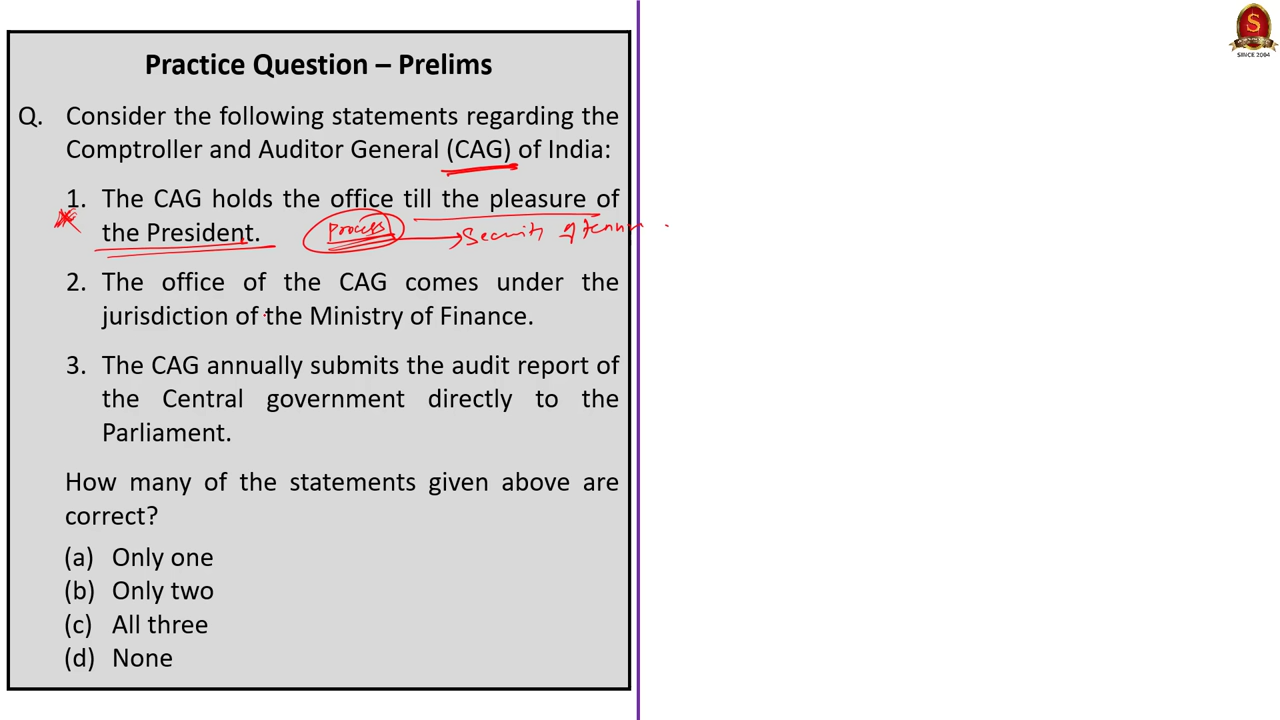 Practice Question – Prelims
S
SINCE 2004
Q. Consider the following statements regarding the
Comptroller and Auditor General (CAG) of India:
1. The CAG holds the office till the pleasure of
the President. Process Security of tenure
2. The office of the CAG comes under the
jurisdiction of the Ministry of Finance.
3. The CAG annually submits the audit report of
the Central government directly to the
Parliament.
How many of the statements given above are
correct?
(a) Only one
(b) Only two
(c) All three
(d) None